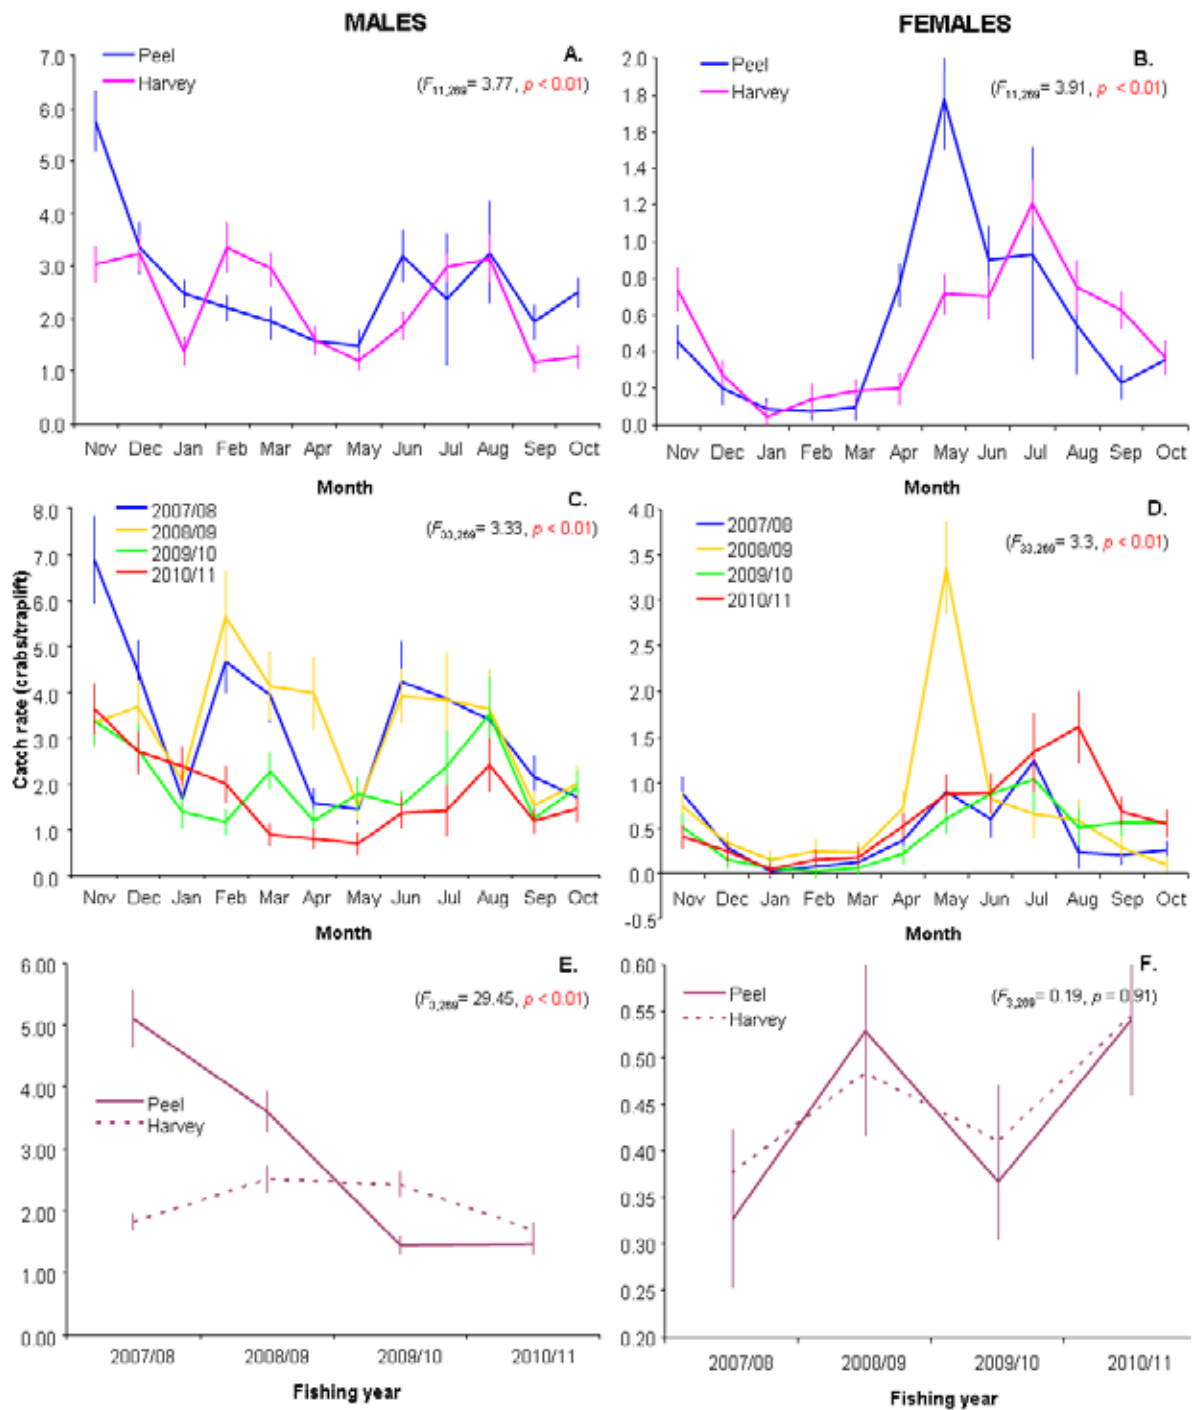 MALES
FEMALES
7.0
6.0
5.0
4.0
3.0
2.0
1.0
0.0
Peel
Harvey
A.
(F11,269= 3.77, p < 0.01)
Nov Dec Jan Feb Mar Apr May Jun Jul Aug Sep Oct
Month
2.0
1.8
1.6
1.4
1.2
1.0
0.8
0.6
0.4
0.2
0.0
Peel
Harvey
B.
(F11,269= 3.91, p < 0.01)
Nov Dec Jan Feb Mar Apr May Jun Jul Aug Sep Oct
Month
Catch rate (crabs/traplift)
8.0
7.0
6.0
5.0
4.0
3.0
2.0
1.0
0.0
2007/08
2008/09
2009/10
2010/11
C.
(F33,269= 3.33, p < 0.01)
Nov Dec Jan Feb Mar Apr May Jun Jul Aug Sep Oct
Month
4.0
3.5
3.0
2.5
2.0
1.5
1.0
0.5
0.0
-0.5
2007/08
2008/09
2009/10
2010/11
D.
(F33,269= 3.3, p < 0.01)
Nov Dec Jan Feb Mar Apr May Jun Jul Aug Sep Oct
Month
6.00
5.00
4.00
3.00
2.00
1.00
0.00
Peel
Harvey
E.
(F3,269= 29.45, p < 0.01)
2007/08 2008/09 2009/10 2010/11
Fishing year
0.60
0.55
0.50
0.45
0.40
0.35
0.30
0.25
0.20
Peel
Harvey
F.
(F3,269= 0.19, p = 0.91)
2007/08 2008/09 2009/10 2010/11
Fishing year